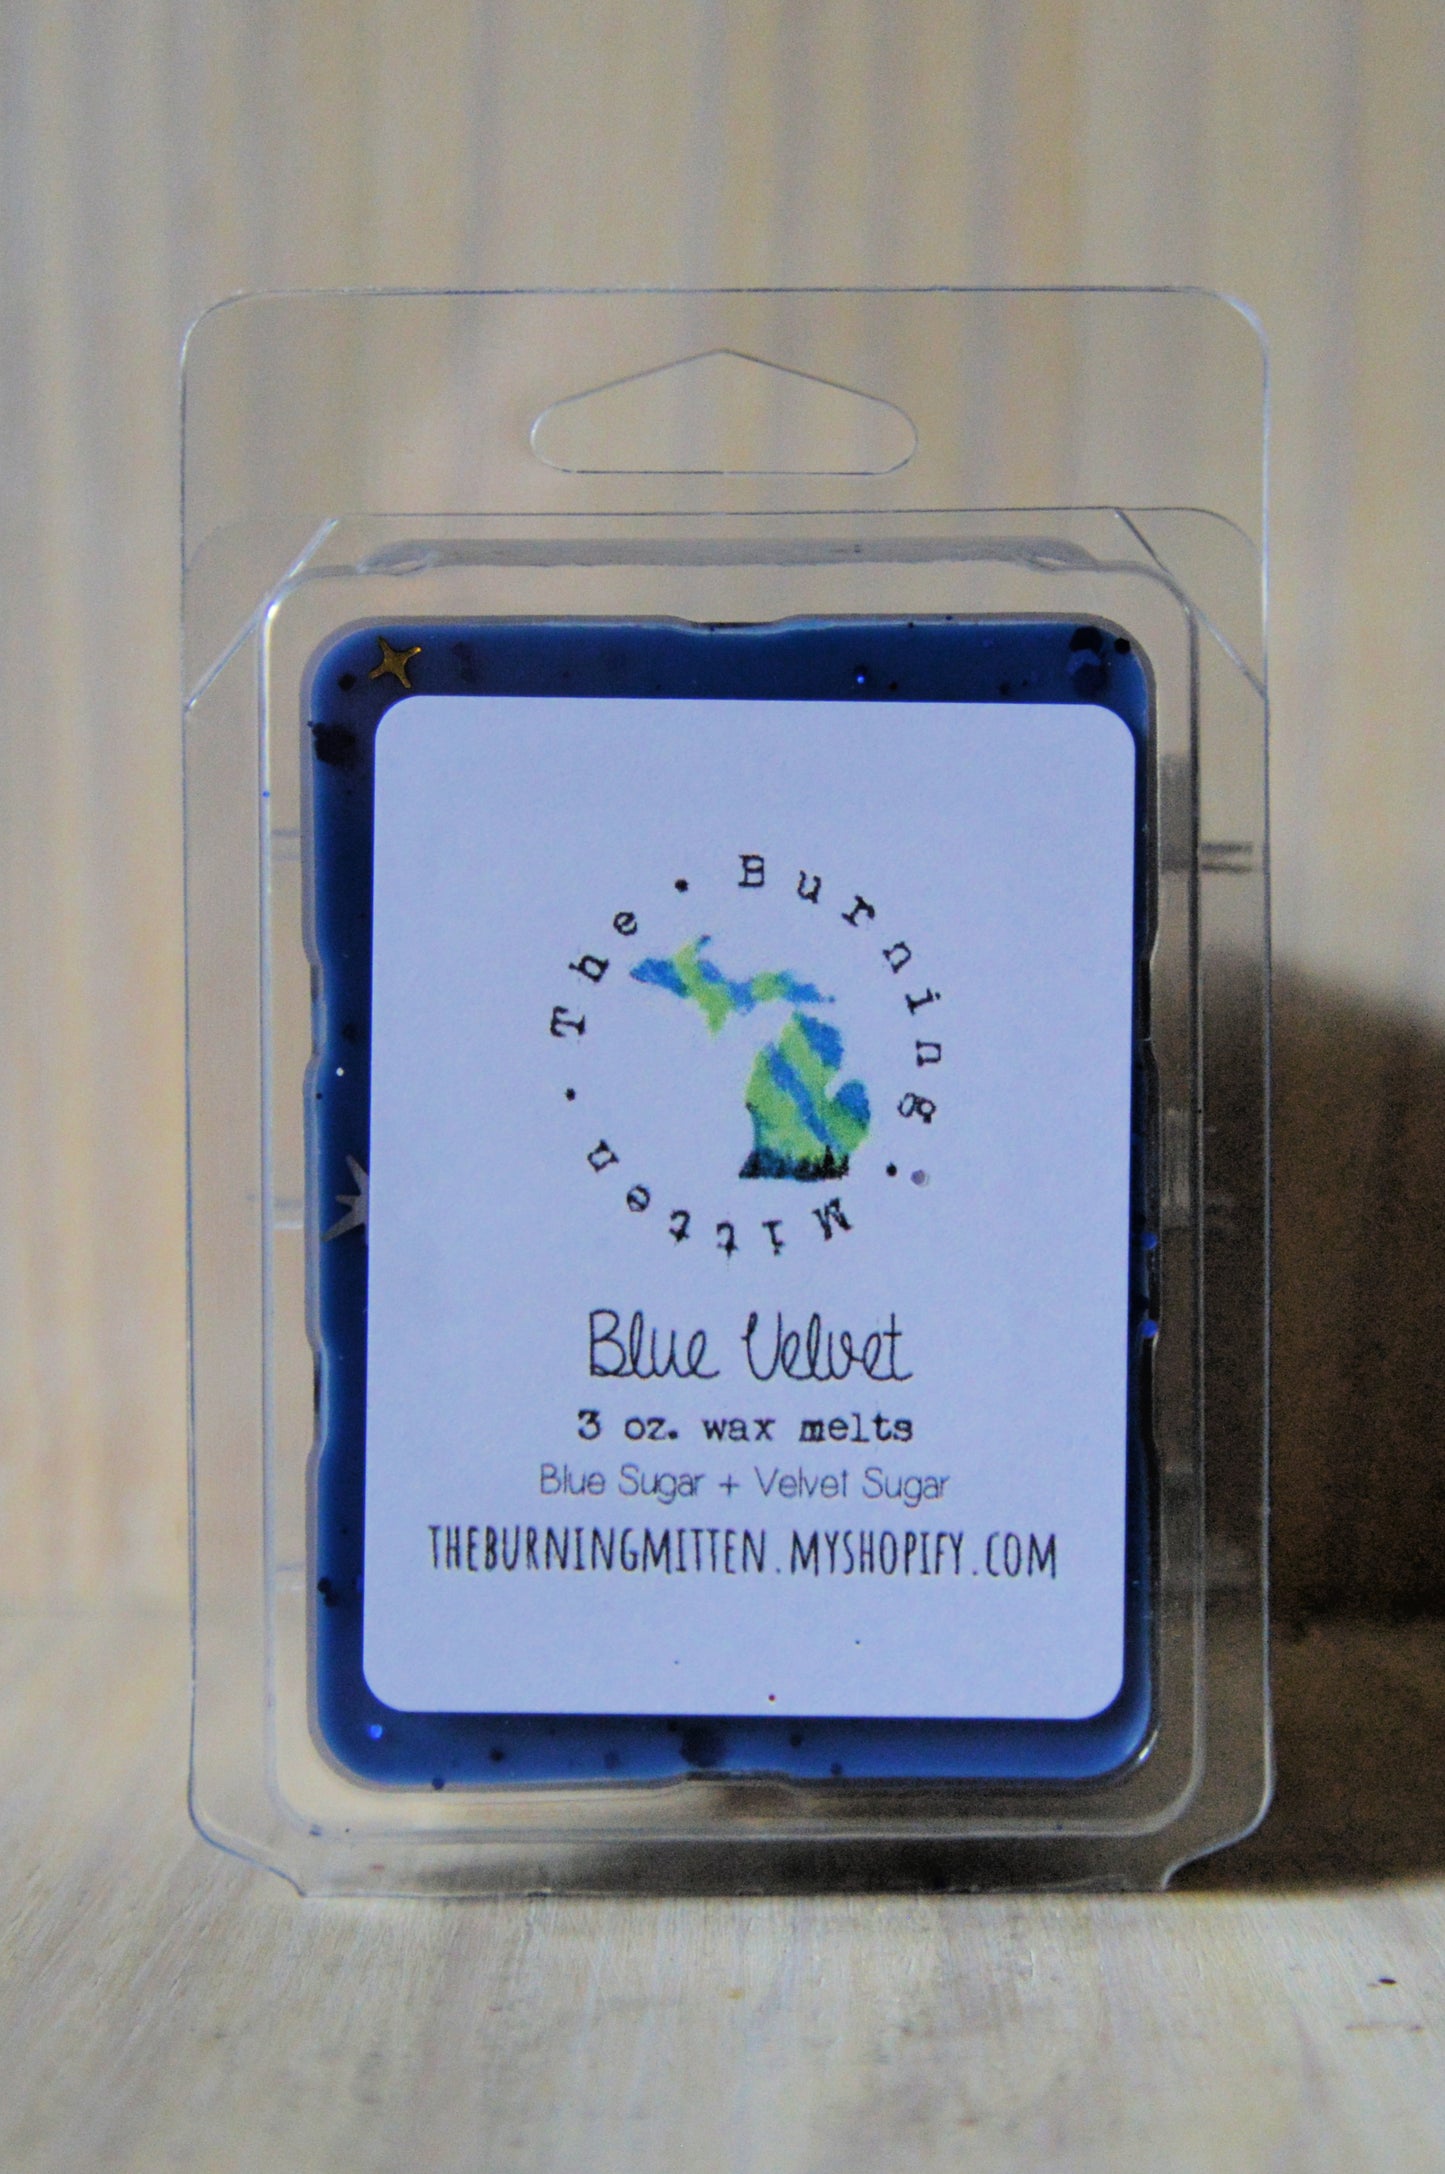 The • Burning • Mitten •
Blue Velvet
3 oz. wax melts
Blue Sugar + Velvet Sugar
THEBURNINGMITTEN.MYSHOPIFY.COM